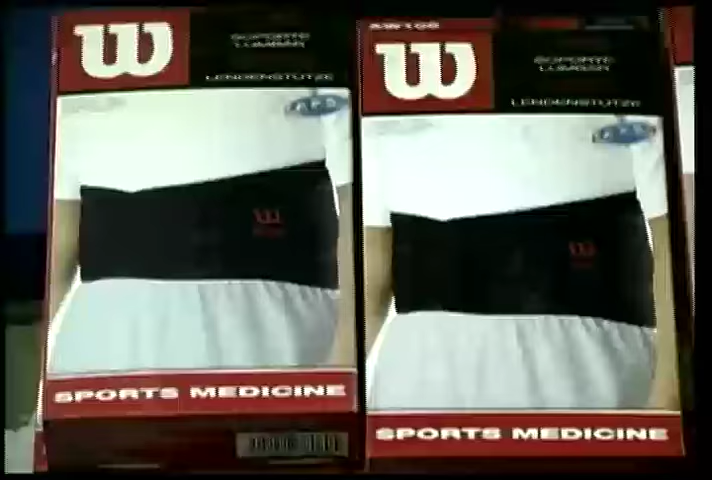 W
SOPORTE
LUMBAR
LENDENSTÜTZE
W
SPORTS MEDICINE
W
SOPORTE
LUMBAR
LENDENSTÜTZE
W
SPORTS MEDICINE